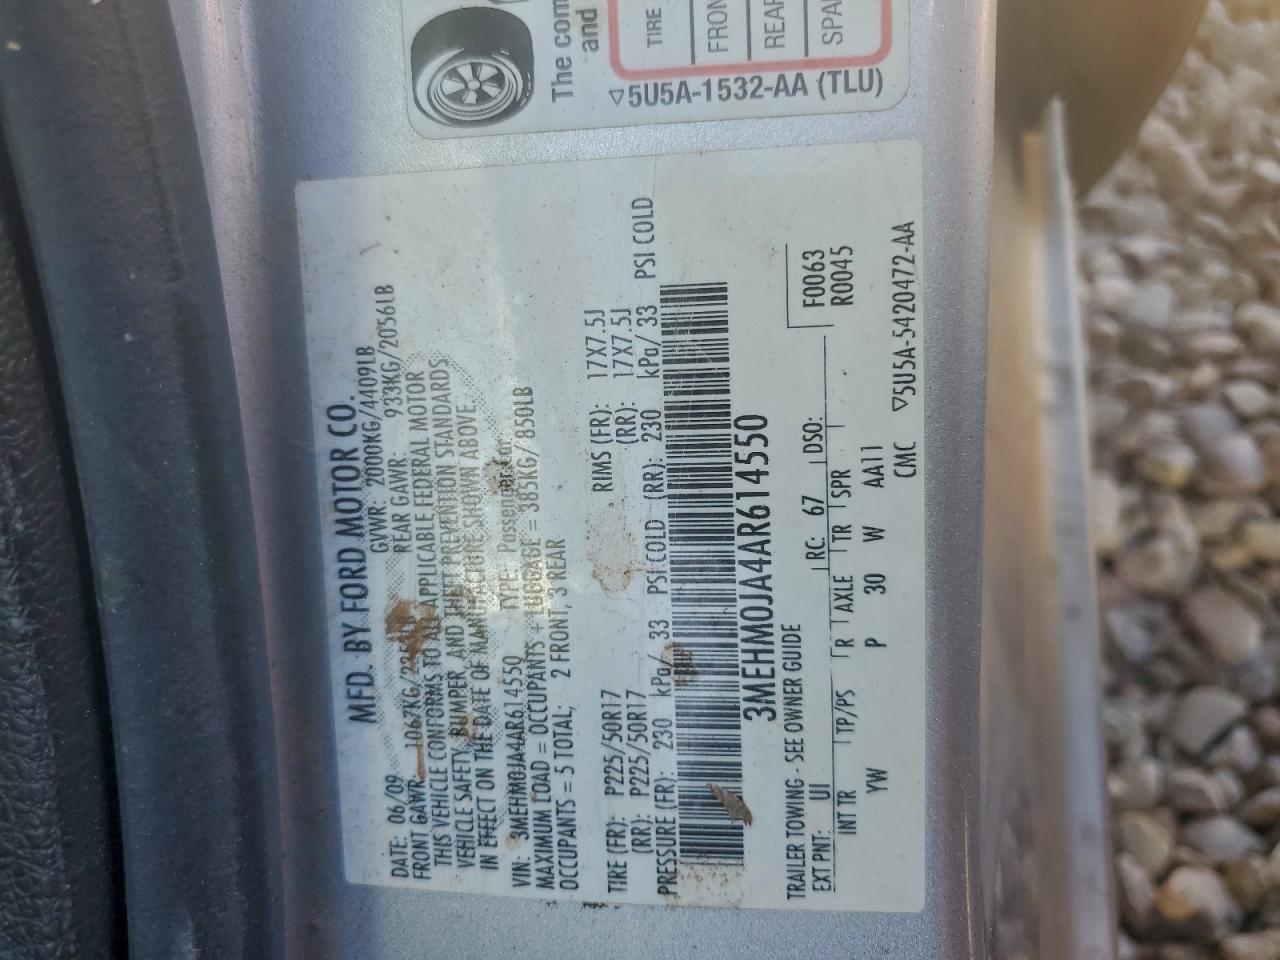 The com
and
TIRE
FRON
REAR
SPAR
▽5U5A-1532-AA (TLU)
MFD. BY FORD MOTOR CO.
DATE: 06/09 GVWR: 2000KG/4409LB
FRONT GAWR: 1067KG/ REAR GAWR: 933KG/2056LB
THIS VEHICLE CONFORMS TO ALL APPLICABLE FEDERAL MOTOR
VEHICLE SAFETY, BUMPER, AND THEFT PREVENTION STANDARDS
IN EFFECT ON THE DATE OF MANUFACTURE SHOWN ABOVE.
VIN: 3MEHM0JA4AR614550 TYPE: Passenger
MAXIMUM LOAD = OCCUPANTS + LUGGAGE = 385KG/ 850LB
OCCUPANTS = 5 TOTAL; 2 FRONT, 3 REAR
TIRE (FR): P225/50R17 RIMS (FR): 17X7.5J
(RR): P225/50R17 (RR): 17X7.5J
PRESSURE (FR): 230 kPa/ 33 PSI COLD (RR): 230 kPa/ 33 PSI COLD
3MEHM0JA4AR614550
TRAILER TOWING - SEE OWNER GUIDE
F0063
R0045
EXT PNT: UI RC: 67 DSO:
INT TR TP/PS R AXLE TR SPR
YW P 30 W AA11
CMC ▽5U5A-5420472-AA